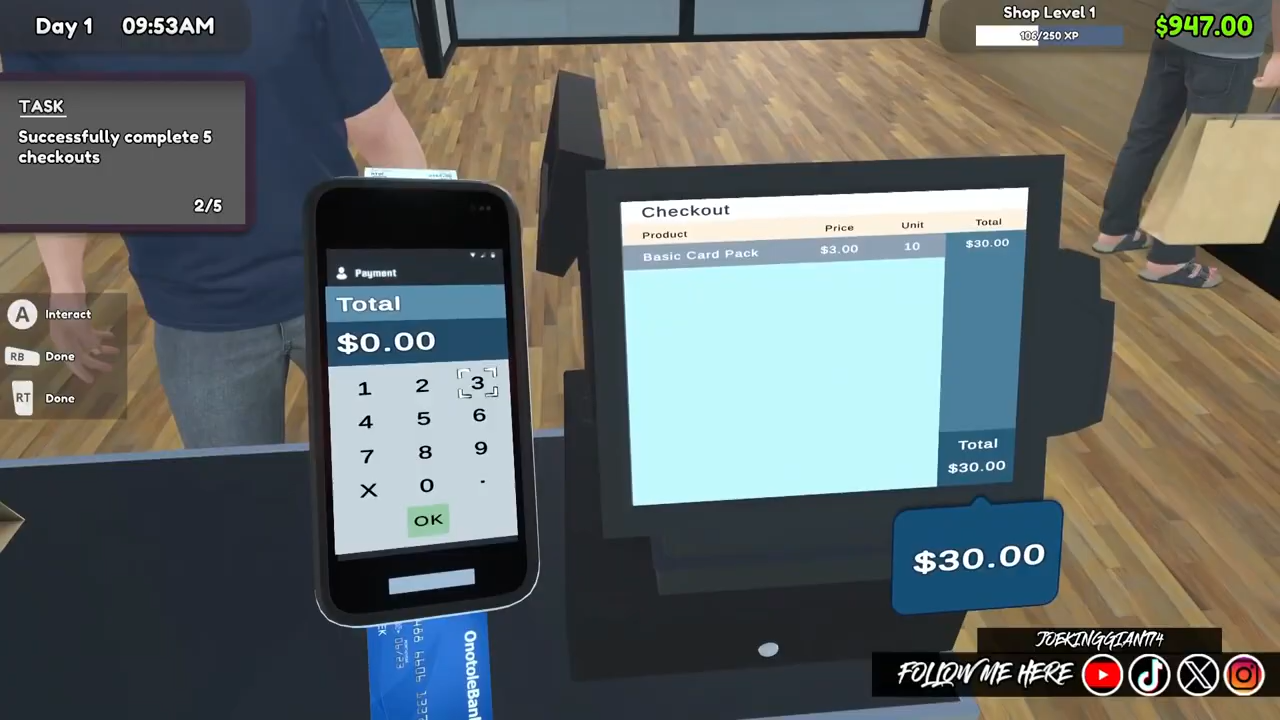 Day 1 09:53AM
Shop Level 1
106/250 XP
$947.00
TASK
Successfully complete 5
checkouts
2/5
A Interact
RB Done
RT Done
Payment
Total
$0.00
1 2 3
4 5 6
7 8 9
X 0 .
OK
Checkout
Product Price Unit Total
Basic Card Pack $3.00 10 $30.00
Total
$30.00
$30.00
OnotoleBank
JOEKINGGIANT74
FOLLOW ME HERE